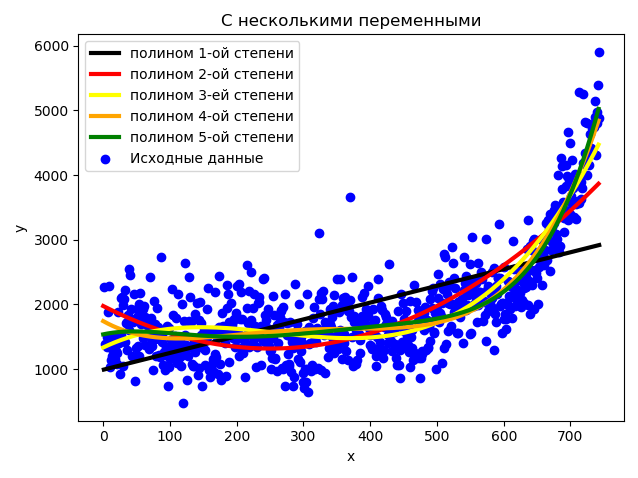 С несколькими переменными
полином 1-ой степени
полином 2-ой степени
полином 3-ей степени
полином 4-ой степени
полином 5-ой степени
Исходные данные
y
6000
5000
4000
3000
2000
1000
0 100 200 300 400 500 600 700
x